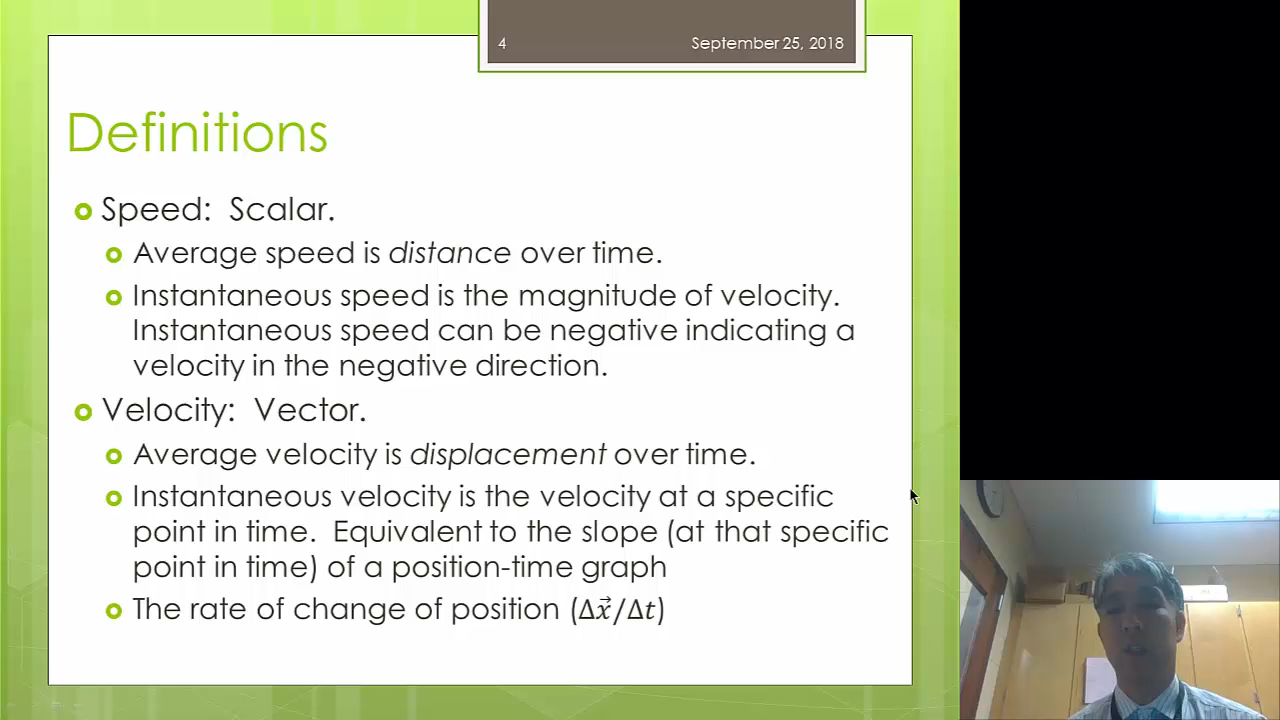 4 September 25, 2018
Definitions
Speed: Scalar.
Average speed is distance over time.
Instantaneous speed is the magnitude of velocity.
Instantaneous speed can be negative indicating a
velocity in the negative direction.
Velocity: Vector.
Average velocity is displacement over time.
Instantaneous velocity is the velocity at a specific
point in time. Equivalent to the slope (at that specific
point in time) of a position-time graph
The rate of change of position (Δx⃗/Δt)